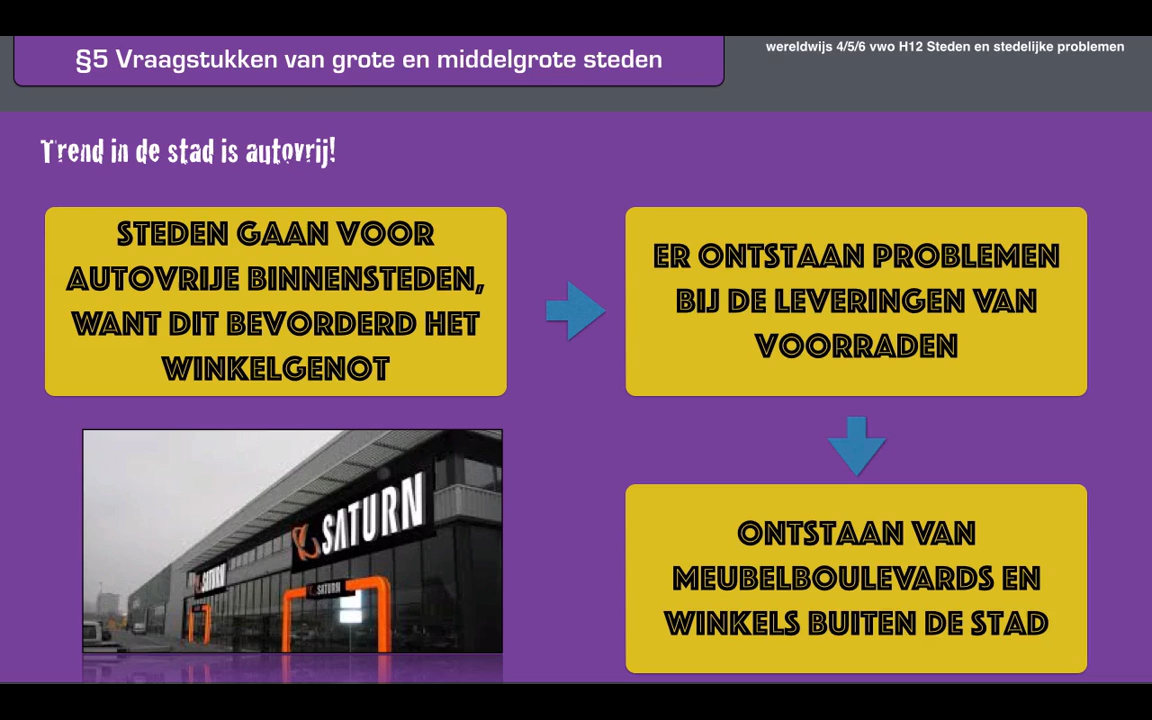 §5 Vraagstukken van grote en middelgrote steden
wereldwijs 4/5/6 vwo H12 Steden en stedelijke problemen
Trend in de stad is autovrij!
STEDEN GAAN VOOR
AUTOVRIJE BINNENSTEDEN,
WANT DIT BEVORDERD HET
WINKELGENOT
ER ONTSTAAN PROBLEMEN
BIJ DE LEVERINGEN VAN
VOORRADEN
SATURN
SATURN
SATURN
ONTSTAAN VAN
MEUBELBOULEVARDS EN
WINKELS BUITEN DE STAD